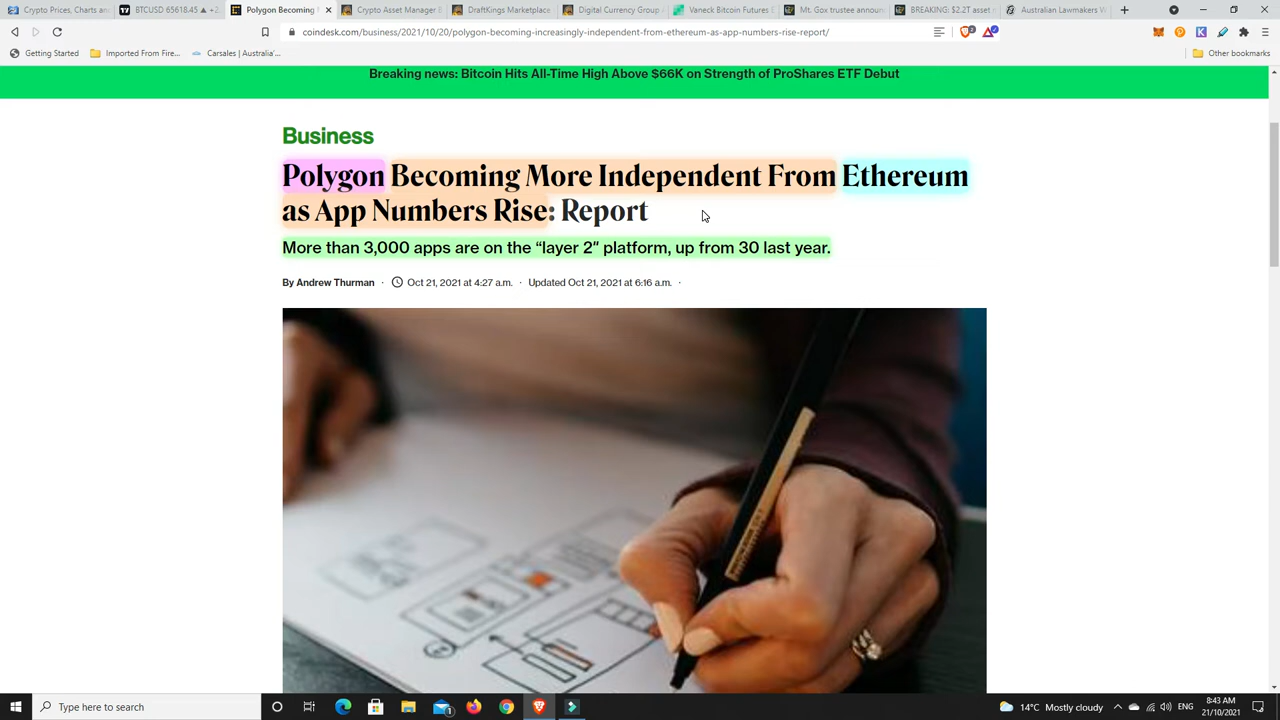 Crypto Prices, Charts an
BTCUSD 65618.45 ▲ +2.
Polygon Becoming
Crypto Asset Manager
DraftKings Marketplace
Digital Currency Group
Vaneck Bitcoin Futures E
Mt. Gox trustee announ
BREAKING: $2.2T asset
Australian Lawmakers
coindesk.com/business/2021/10/20/polygon-becoming-increasingly-independent-from-ethereum-as-app-numbers-rise-report/
Getting Started
Imported From Fire...
Carsales | Australia'...
Other bookmarks
Breaking news: Bitcoin Hits All-Time High Above $66K on Strength of ProShares ETF Debut
Business
Polygon Becoming More Independent From Ethereum
as App Numbers Rise: Report
More than 3,000 apps are on the “layer 2” platform, up from 30 last year.
By Andrew Thurman · Oct 21, 2021 at 4:27 a.m. · Updated Oct 21, 2021 at 6:16 a.m. ·
Type here to search
14°C Mostly cloudy
ENG
8:43 AM
21/10/2021